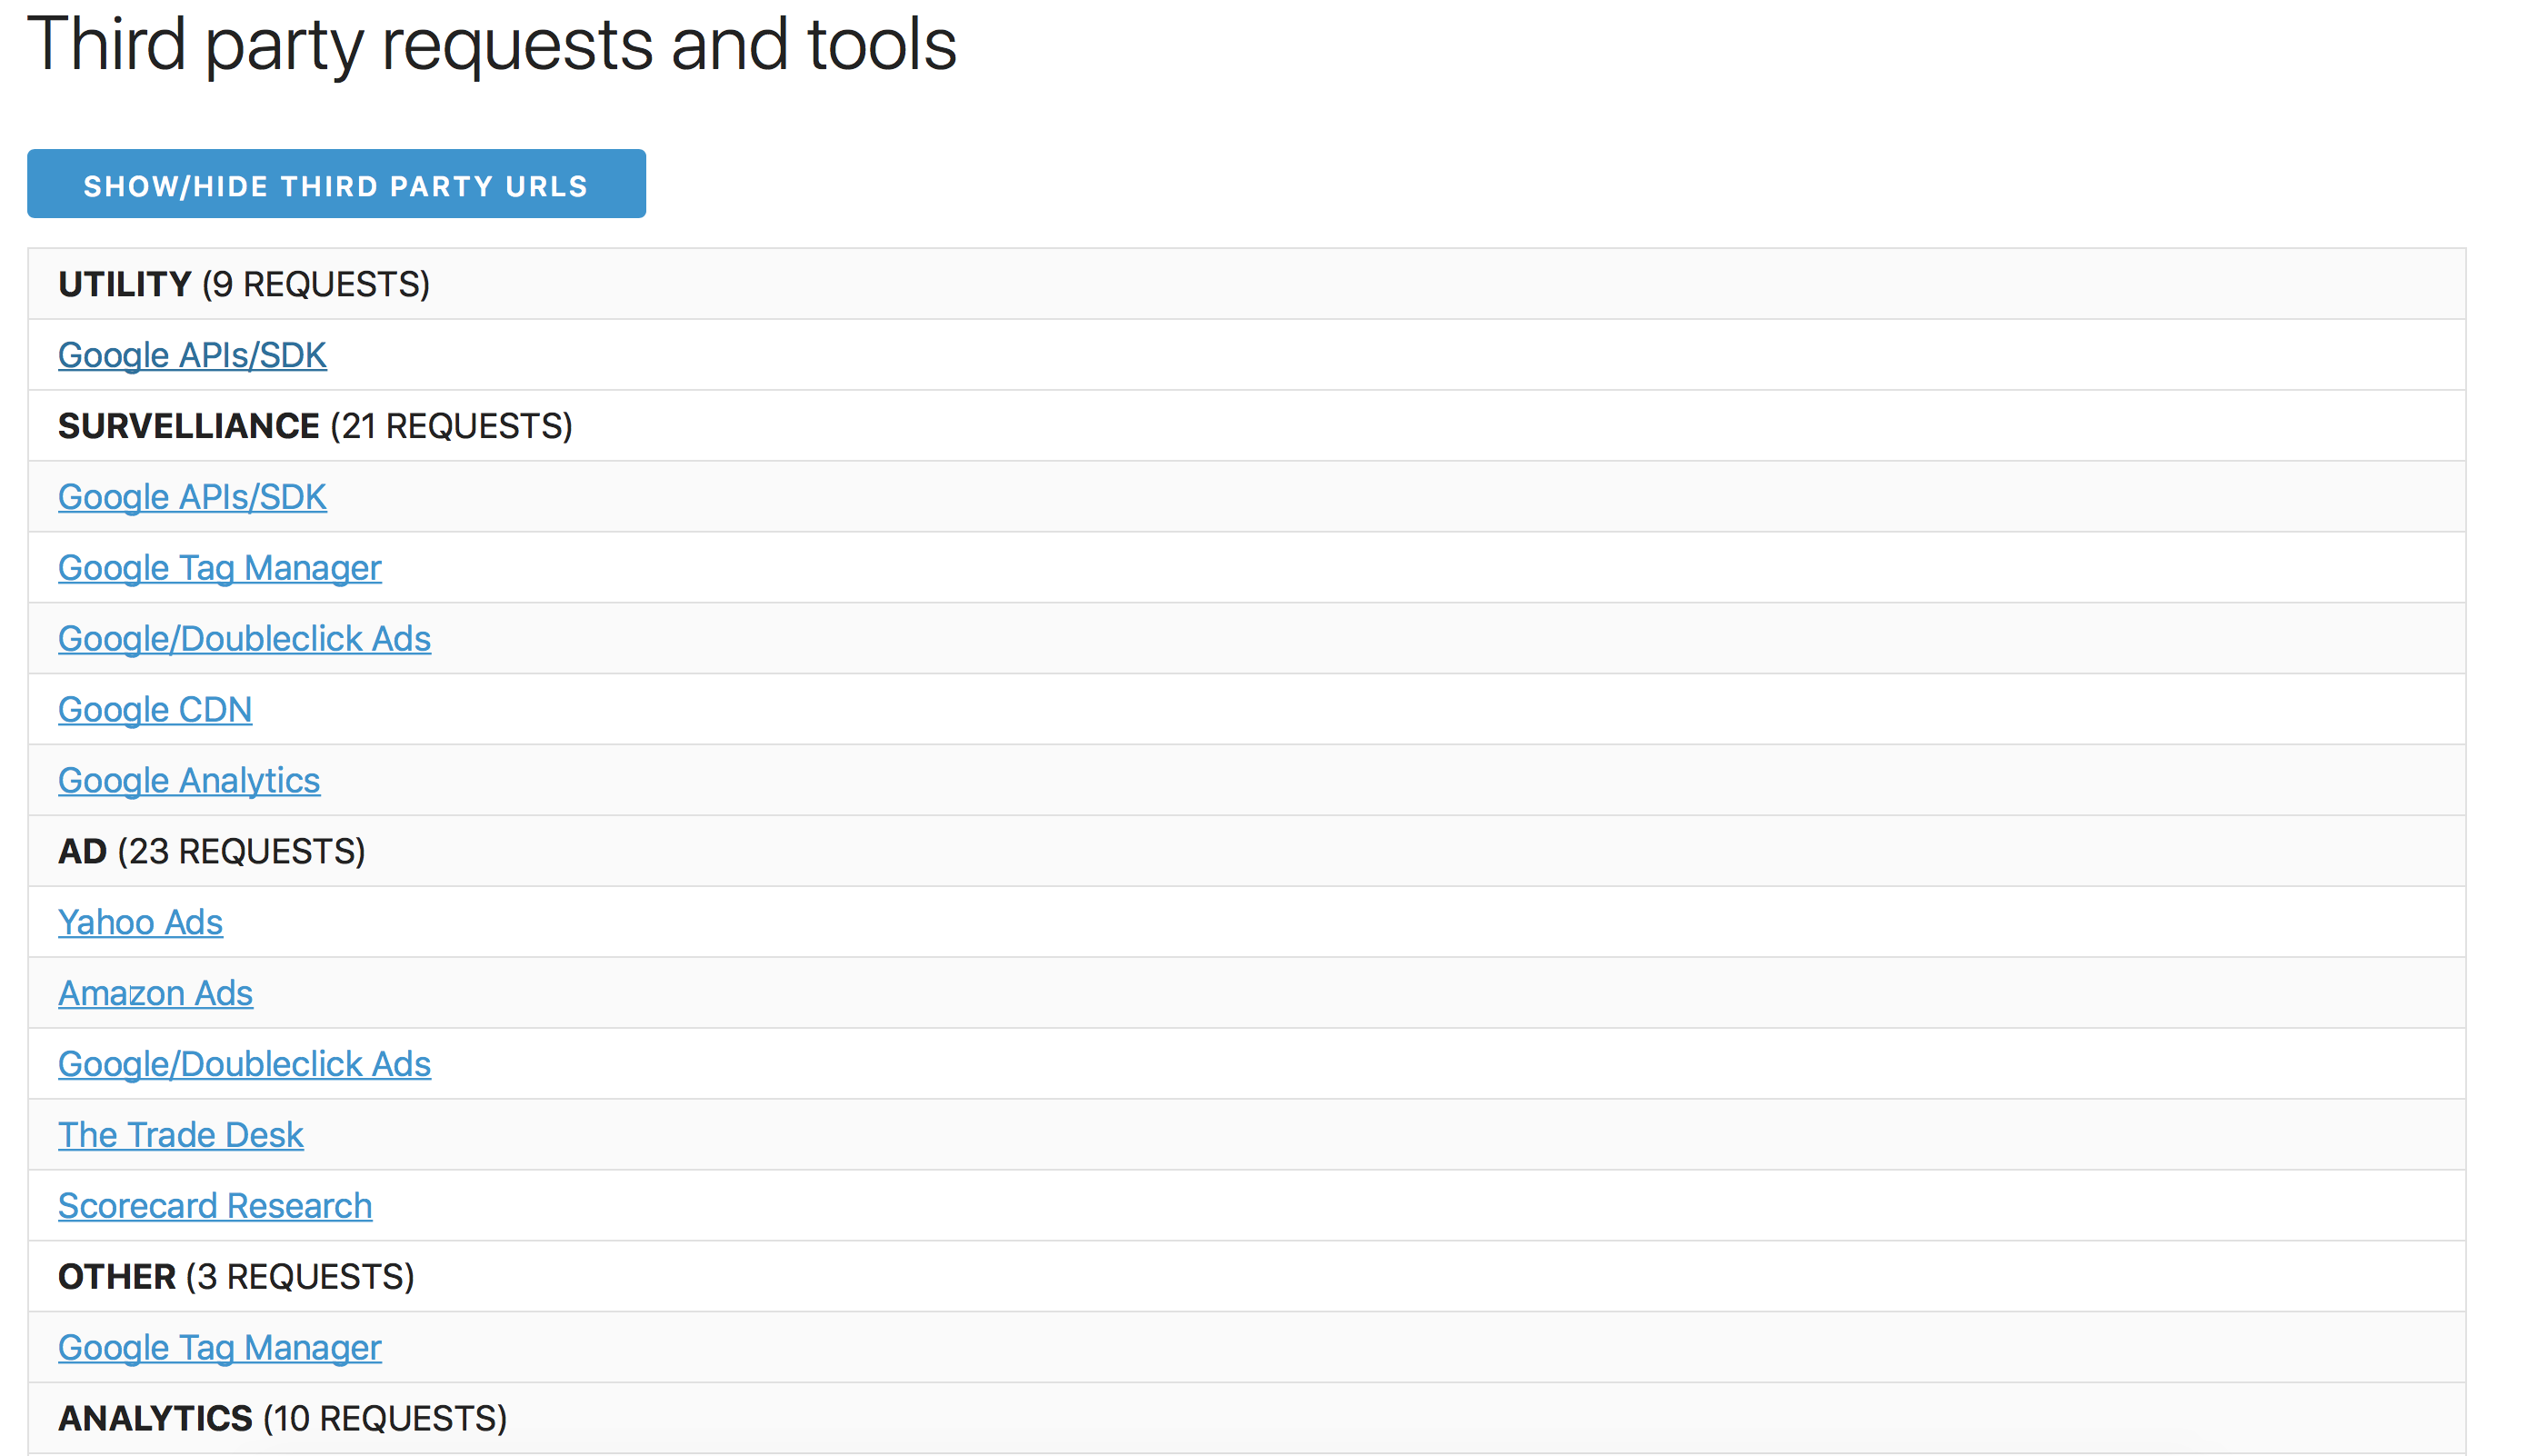 Third party requests and tools
SHOW/HIDE THIRD PARTY URLS
UTILITY (9 REQUESTS)
Google APIs/SDK
SURVELLIANCE (21 REQUESTS)
Google APIs/SDK
Google Tag Manager
Google/Doubleclick Ads
Google CDN
Google Analytics
AD (23 REQUESTS)
Yahoo Ads
Amazon Ads
Google/Doubleclick Ads
The Trade Desk
Scorecard Research
OTHER (3 REQUESTS)
Google Tag Manager
ANALYTICS (10 REQUESTS)